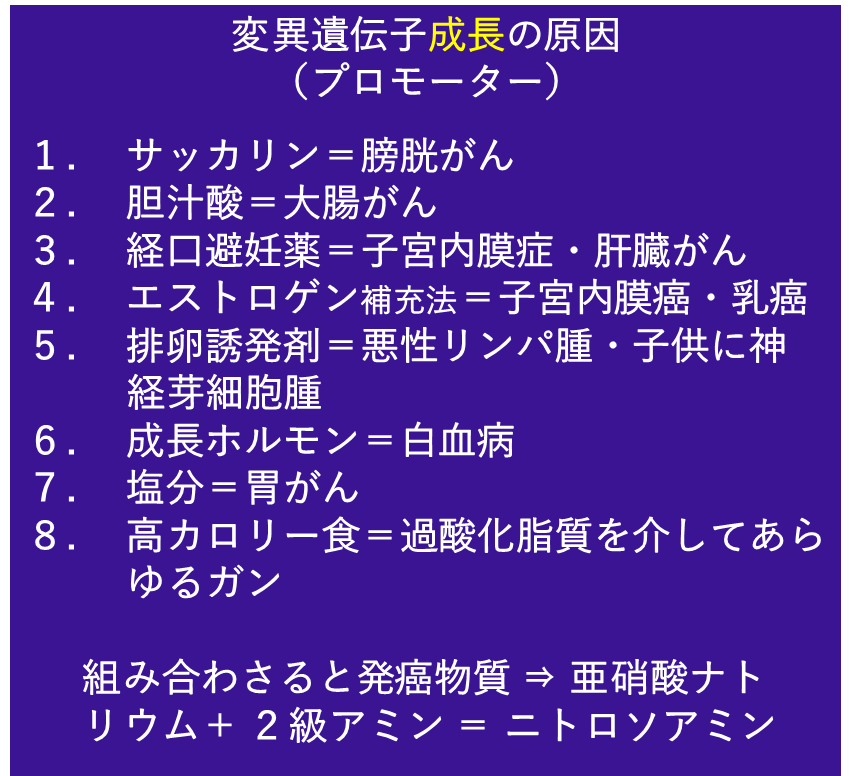 変異遺伝子成長の原因
（プロモーター）
1． サッカリン＝膀胱がん
2． 胆汁酸＝大腸がん
3． 経口避妊薬＝子宮内膜症・肝臓がん
4． エストロゲン補充法＝子宮内膜癌・乳癌
5． 排卵誘発剤＝悪性リンパ腫・子供に神
経芽細胞腫
6． 成長ホルモン＝白血病
7． 塩分＝胃がん
8． 高カロリー食＝過酸化脂質を介してあら
ゆるガン
組み合わさると発癌物質 ⇒ 亜硝酸ナト
リウム＋ ２級アミン ＝ ニトロソアミン